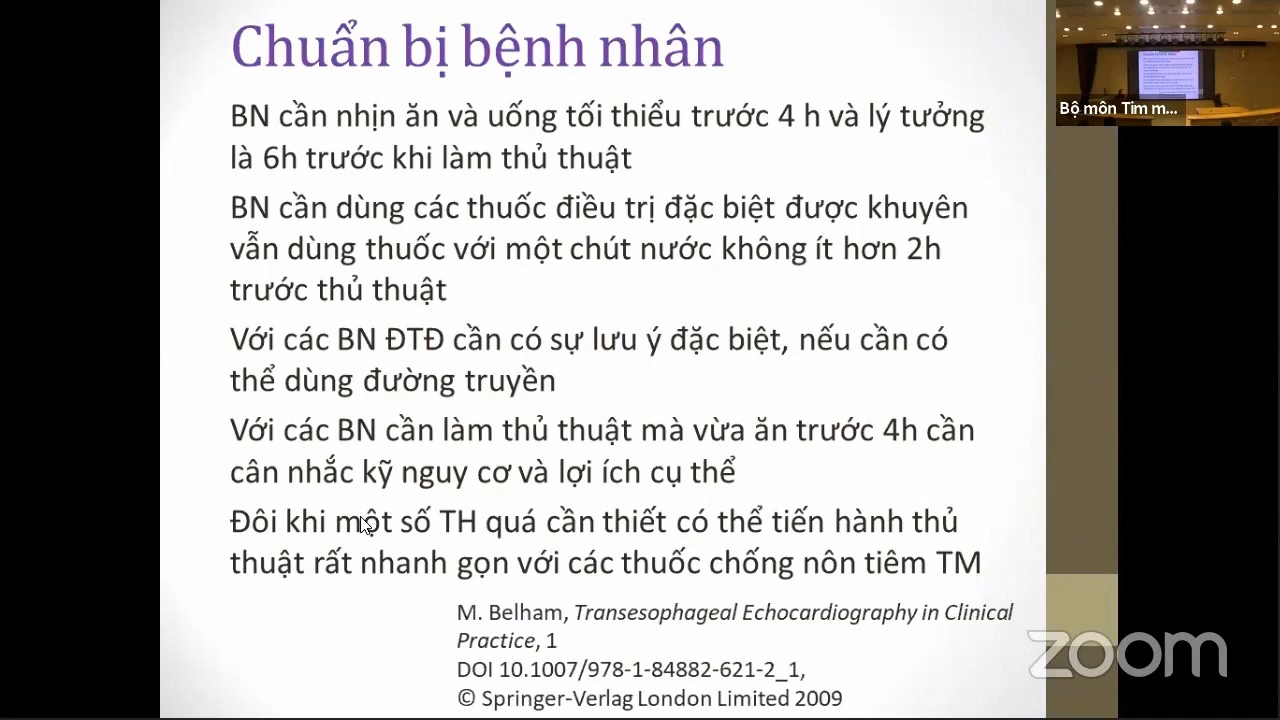 Chuẩn bị bệnh nhân
BN cần nhịn ăn và uống tối thiểu trước 4 h và lý tưởng
là 6h trước khi làm thủ thuật
BN cần dùng các thuốc điều trị đặc biệt được khuyên
vẫn dùng thuốc với một chút nước không ít hơn 2h
trước thủ thuật
Với các BN ĐTĐ cần có sự lưu ý đặc biệt, nếu cần có
thể dùng đường truyền
Với các BN cần làm thủ thuật mà vừa ăn trước 4h cần
cân nhắc kỹ nguy cơ và lợi ích cụ thể
Đôi khi một số TH quá cần thiết có thể tiến hành thủ
thuật rất nhanh gọn với các thuốc chống nôn tiêm TM
M. Belham, Transesophageal Echocardiography in Clinical
Practice, 1
DOI 10.1007/978-1-84882-621-2_1,
© Springer-Verlag London Limited 2009
Bộ môn Tim m...
zoom